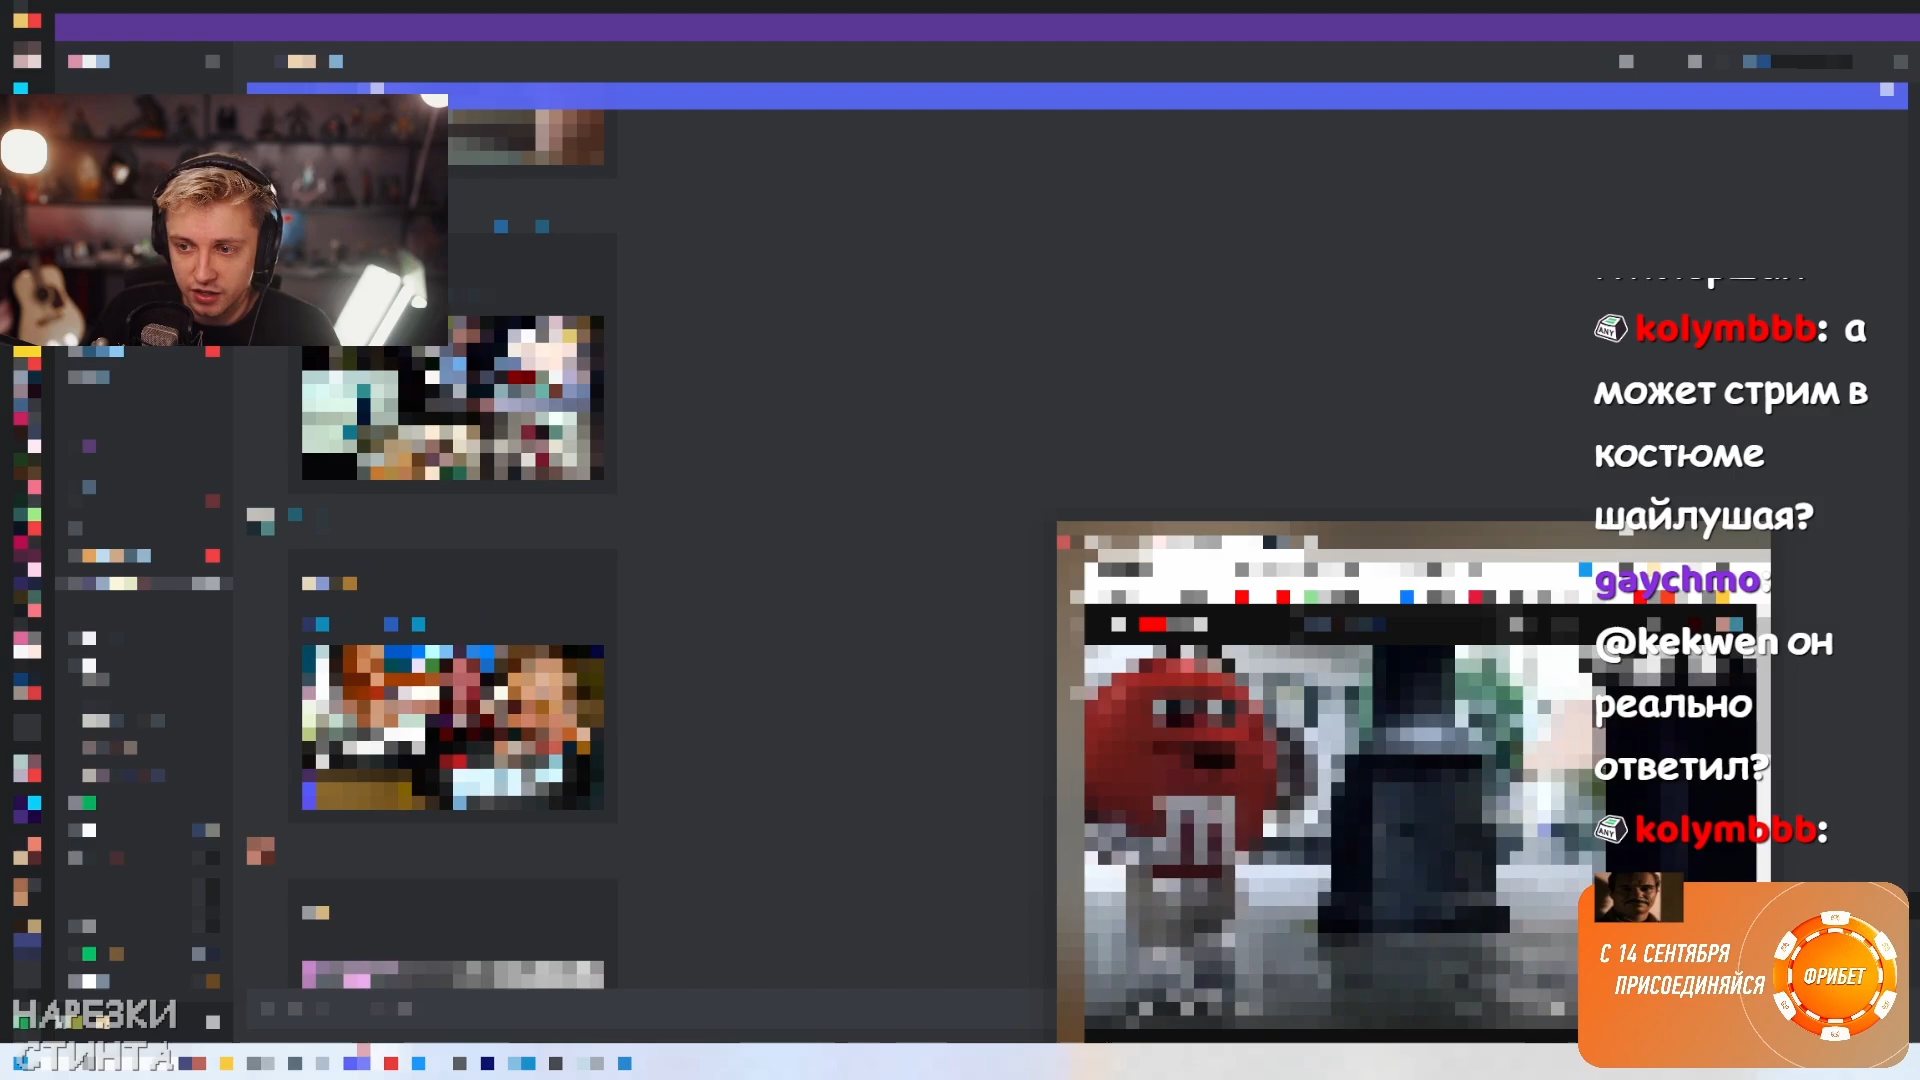 kolymbbb: а
может стрим в
костюме
шайлушая?
gaychmo:
@kekwen он
реально
ответил?
kolymbbb:
С 14 СЕНТЯБРЯ
ПРИСОЕДИНЯЙСЯ
ФРИБЕТ
НАРЕЗКИ
СТИНТА